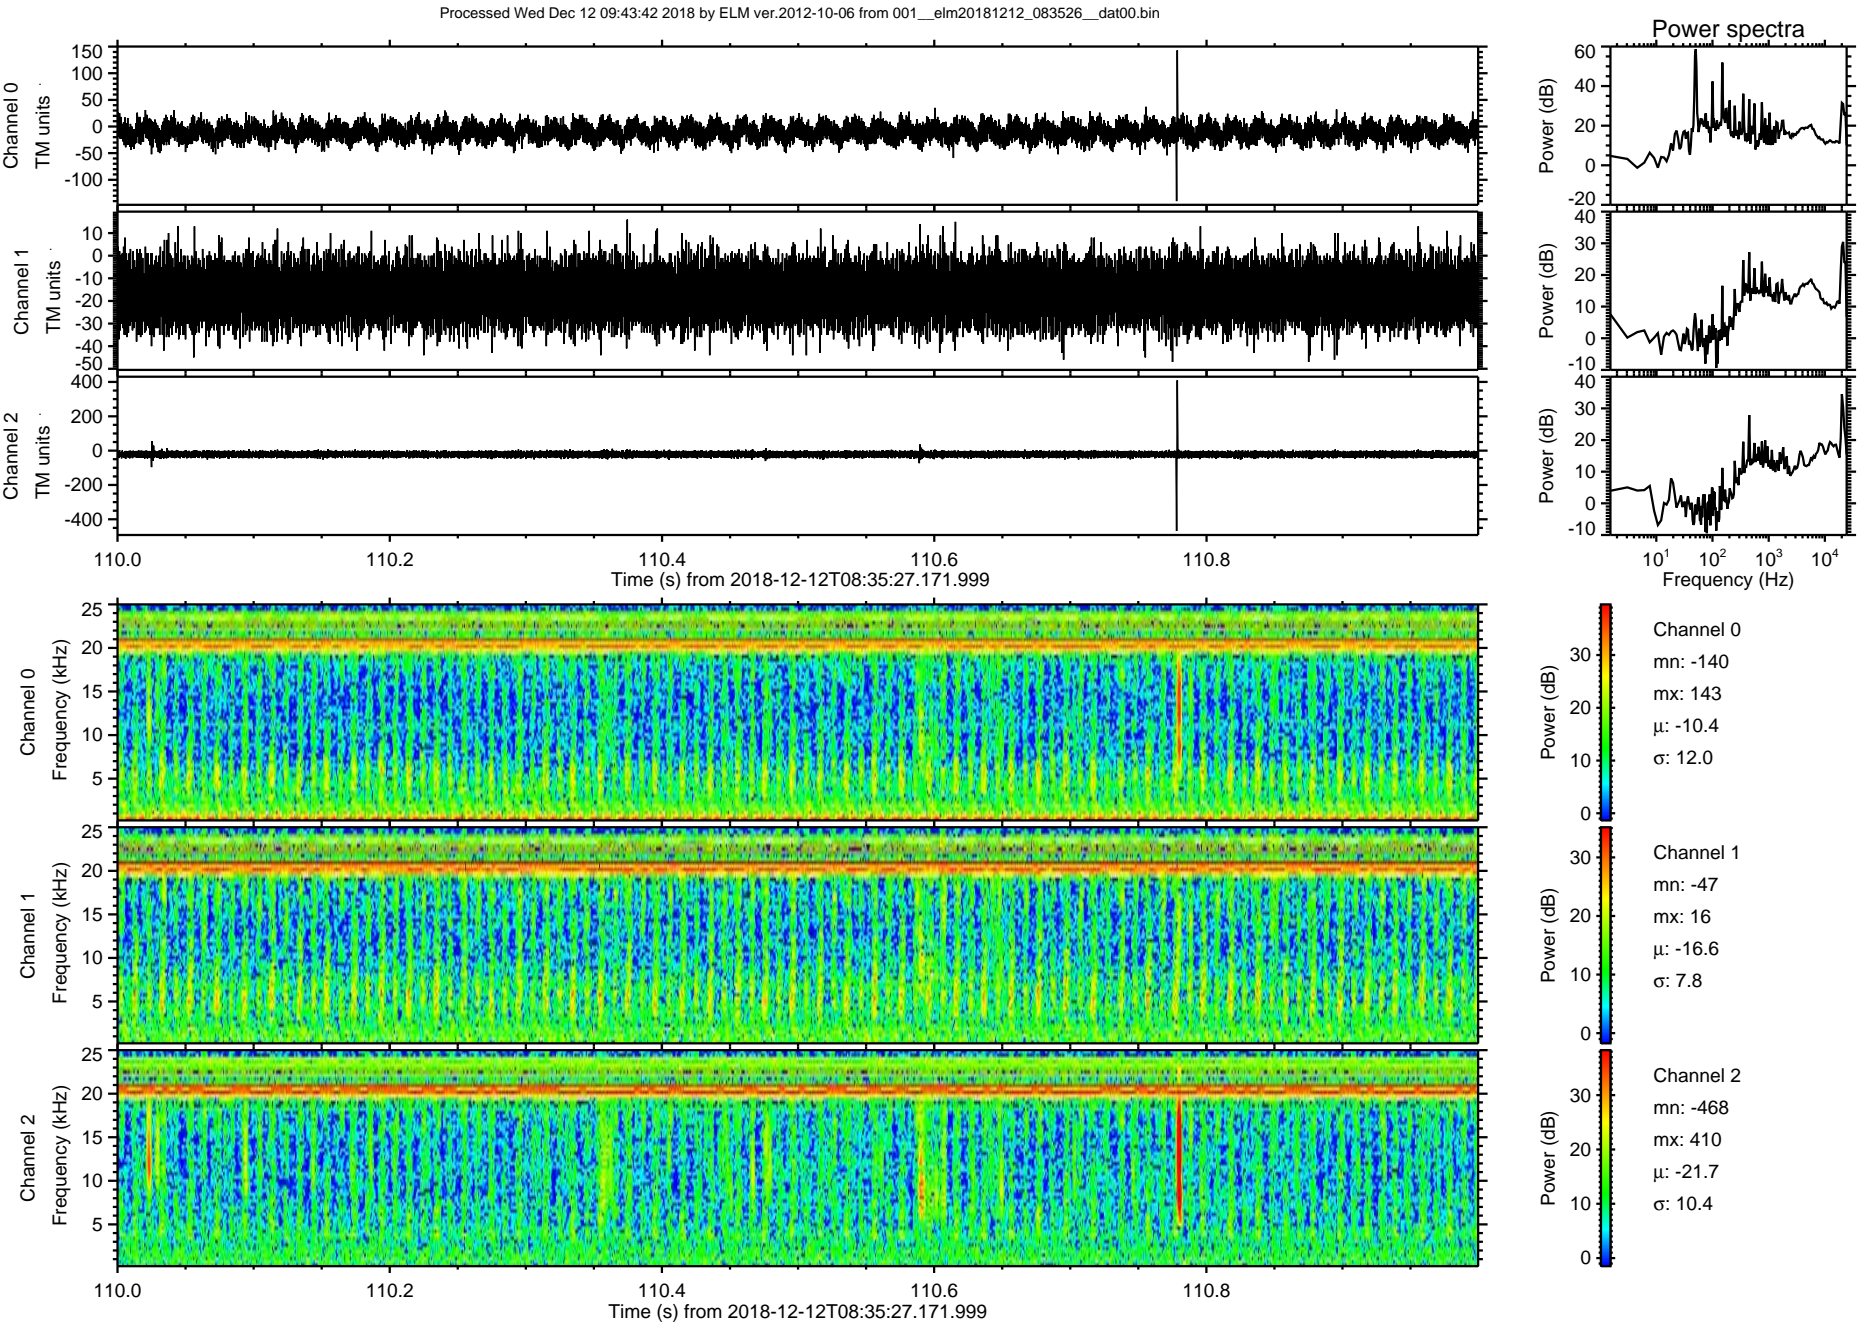 Processed Wed Dec 12 09:43:42 2018 by ELM ver.2012-10-06 from 001__elm20181212_083526__dat00.bin
Power spectra
Channel 0
TM units
150
100
50
0
-50
-100
Power (dB)
60
40
20
0
-20
Channel 1
TM units
10
0
-10
-20
-30
-40
-50
Power (dB)
40
30
20
10
0
-10
Channel 2
TM units
400
200
0
-200
-400
Power (dB)
40
30
20
10
0
-10
110.0 110.2 110.4 110.6 110.8
Time (s) from 2018-12-12T08:35:27.171.999
10^1 10^2 10^3 10^4
Frequency (Hz)
Channel 0
Frequency (kHz)
25
20
15
10
5
Power (dB)
30
20
10
0
Channel 0
mn: -140
mx: 143
μ: -10.4
σ: 12.0
Channel 1
Frequency (kHz)
25
20
15
10
5
Power (dB)
30
20
10
0
Channel 1
mn: -47
mx: 16
μ: -16.6
σ: 7.8
Channel 2
Frequency (kHz)
25
20
15
10
5
Power (dB)
30
20
10
0
Channel 2
mn: -468
mx: 410
μ: -21.7
σ: 10.4
110.0 110.2 110.4 110.6 110.8
Time (s) from 2018-12-12T08:35:27.171.999